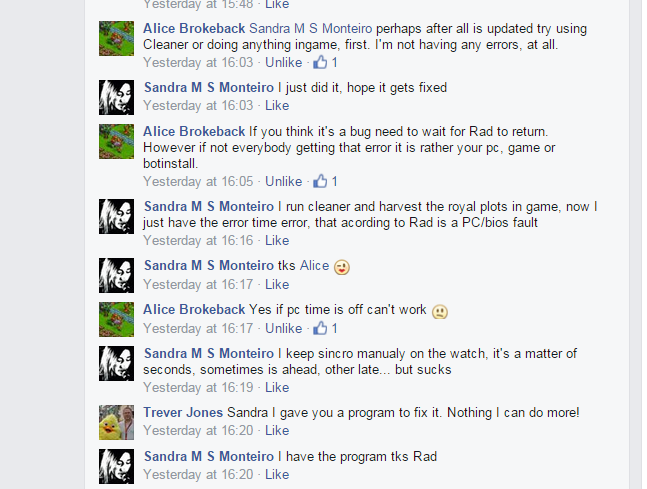 Yesterday at 15:48 · Like
Alice Brokeback Sandra M S Monteiro perhaps after all is updated try using
Cleaner or doing anything ingame, first. I'm not having any errors, at all.
Yesterday at 16:03 · Unlike · 1
Sandra M S Monteiro I just did it, hope it gets fixed
Yesterday at 16:03 · Like
Alice Brokeback If you think it's a bug need to wait for Rad to return.
However if not everybody getting that error it is rather your pc, game or
botinstall.
Yesterday at 16:05 · Unlike · 1
Sandra M S Monteiro I run cleaner and harvest the royal plots in game, now I
just have the error time error, that acording to Rad is a PC/bios fault
Yesterday at 16:16 · Like
Sandra M S Monteiro tks Alice
Yesterday at 16:17 · Like
Alice Brokeback Yes if pc time is off can't work
Yesterday at 16:17 · Unlike · 1
Sandra M S Monteiro I keep sincro manualy on the watch, it's a matter of
seconds, sometimes is ahead, other late... but sucks
Yesterday at 16:19 · Like
Trever Jones Sandra I gave you a program to fix it. Nothing I can do more!
Yesterday at 16:20 · Like
Sandra M S Monteiro I have the program tks Rad
Yesterday at 16:20 · Like